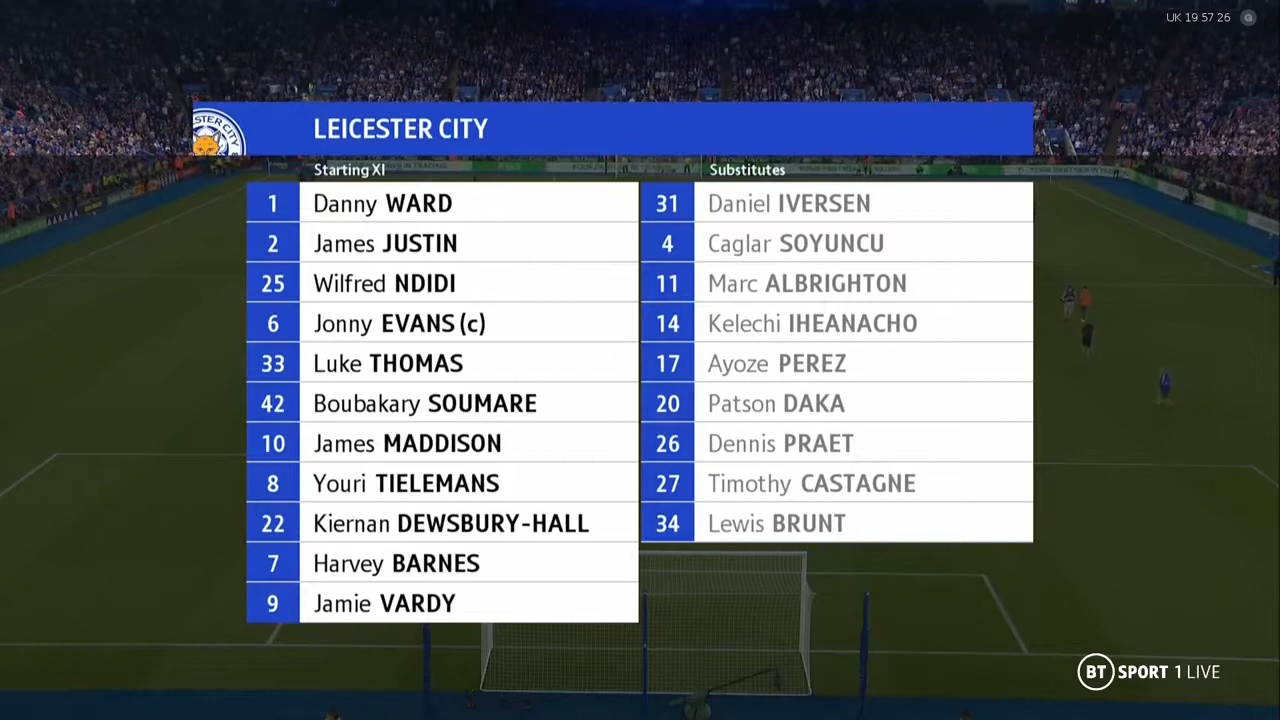 UK 19 57 26
STER CITY
LEICESTER CITY
Starting XI
1 Danny WARD
2 James JUSTIN
25 Wilfred NDIDI
6 Jonny EVANS (c)
33 Luke THOMAS
42 Boubakary SOUMARE
10 James MADDISON
8 Youri TIELEMANS
22 Kiernan DEWSBURY-HALL
7 Harvey BARNES
9 Jamie VARDY
Substitutes
31 Daniel IVERSEN
4 Caglar SOYUNCU
11 Marc ALBRIGHTON
14 Kelechi IHEANACHO
17 Ayoze PEREZ
20 Patson DAKA
26 Dennis PRAET
27 Timothy CASTAGNE
34 Lewis BRUNT
BT SPORT 1 LIVE